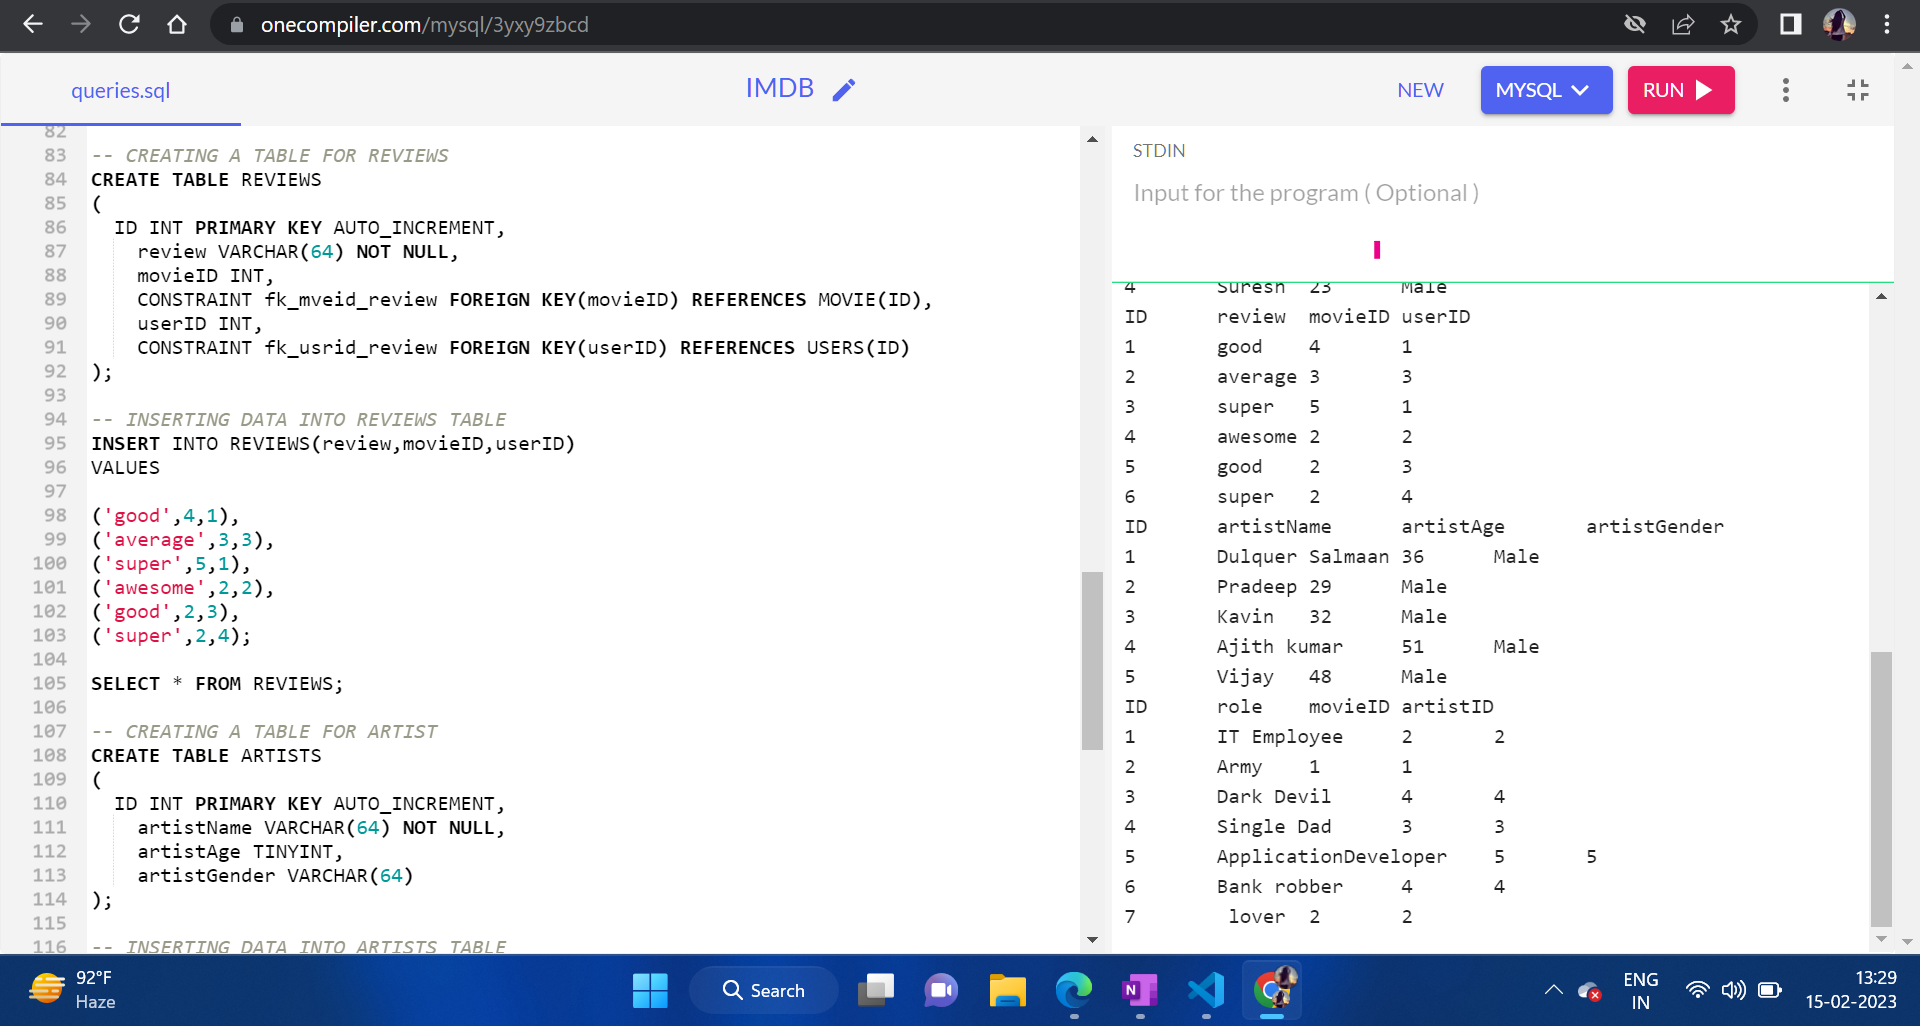 onecompiler.com/mysql/3yxy9zbcd
queries.sql
IMDB
NEW
MYSQL
RUN
82
83 -- CREATING A TABLE FOR REVIEWS
84 CREATE TABLE REVIEWS
85 (
86 ID INT PRIMARY KEY AUTO_INCREMENT,
87 review VARCHAR(64) NOT NULL,
88 movieID INT,
89 CONSTRAINT fk_mveid_review FOREIGN KEY(movieID) REFERENCES MOVIE(ID),
90 userID INT,
91 CONSTRAINT fk_usrid_review FOREIGN KEY(userID) REFERENCES USERS(ID)
92 );
93
94 -- INSERTING DATA INTO REVIEWS TABLE
95 INSERT INTO REVIEWS(review,movieID,userID)
96 VALUES
97
98 ('good',4,1),
99 ('average',3,3),
100 ('super',5,1),
101 ('awesome',2,2),
102 ('good',2,3),
103 ('super',2,4);
104
105 SELECT * FROM REVIEWS;
106
107 -- CREATING A TABLE FOR ARTIST
108 CREATE TABLE ARTISTS
109 (
110 ID INT PRIMARY KEY AUTO_INCREMENT,
111 artistName VARCHAR(64) NOT NULL,
112 artistAge TINYINT,
113 artistGender VARCHAR(64)
114 );
115
116 -- INSERTING DATA INTO ARTISTS TABLE
STDIN
Input for the program ( Optional )
4 Suresh 23 Male
ID review movieID userID
1 good 4 1
2 average 3 3
3 super 5 1
4 awesome 2 2
5 good 2 3
6 super 2 4
ID artistName artistAge artistGender
1 Dulquer Salmaan 36 Male
2 Pradeep 29 Male
3 Kavin 32 Male
4 Ajith kumar 51 Male
5 Vijay 48 Male
ID role movieID artistID
1 IT Employee 2 2
2 Army 1 1
3 Dark Devil 4 4
4 Single Dad 3 3
5 ApplicationDeveloper 5 5
6 Bank robber 4 4
7 lover 2 2
92°F
Haze
Search
N
ENG
IN
13:29
15-02-2023